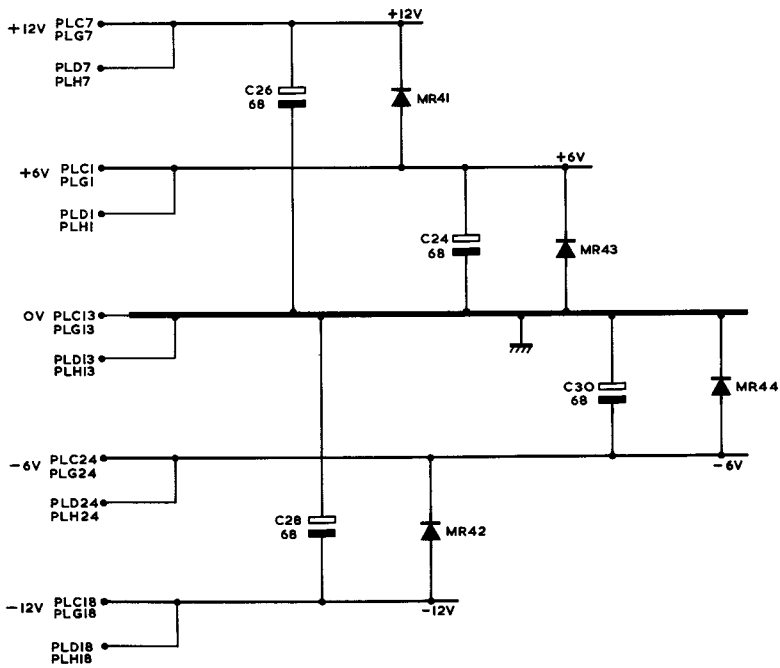 +12V PLC7 +12V
PLG7
PLD7
PLH7
C26
68
MR41
+6V PLC1 +6V
PLG1
PLD1
PLH1
C24
68
MR43
0V PLC13
PLG13
PLD13
PLH13
C30
68
MR44
-6V PLC24 -6V
PLG24
PLD24
PLH24
C28
68
MR42
-12V PLC18 -12V
PLG18
PLD18
PLH18